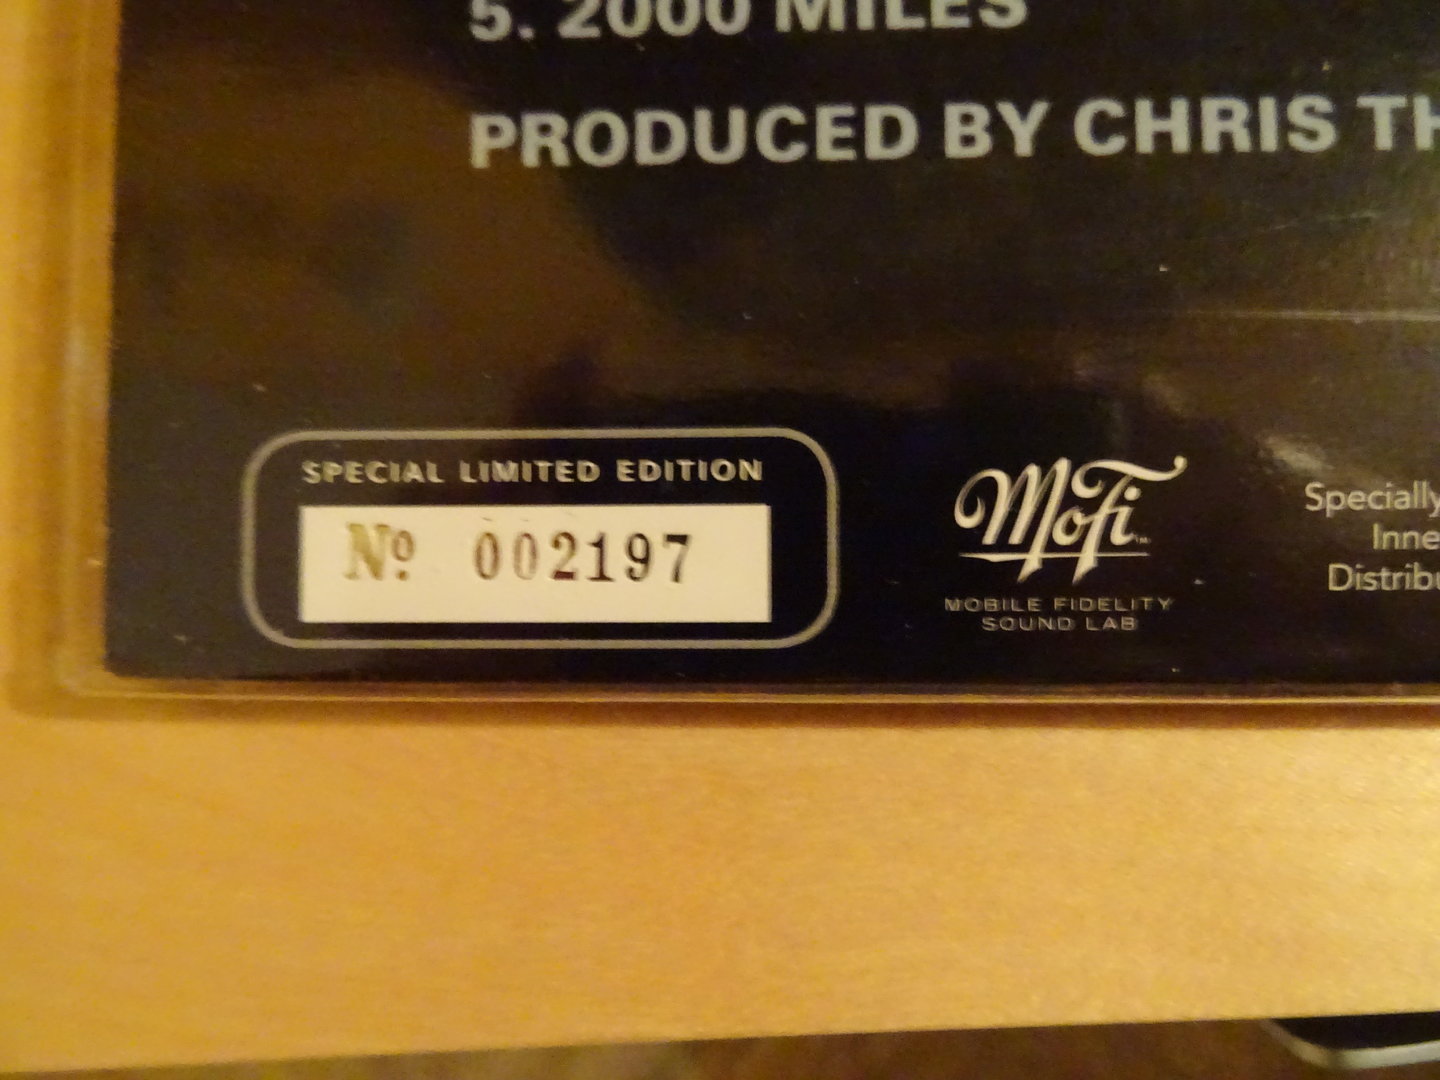 5. 2000 MILES
PRODUCED BY CHRIS TH
SPECIAL LIMITED EDITION
Nº 002197
MoFi™
MOBILE FIDELITY
SOUND LAB
Specially
Inne
Distribu